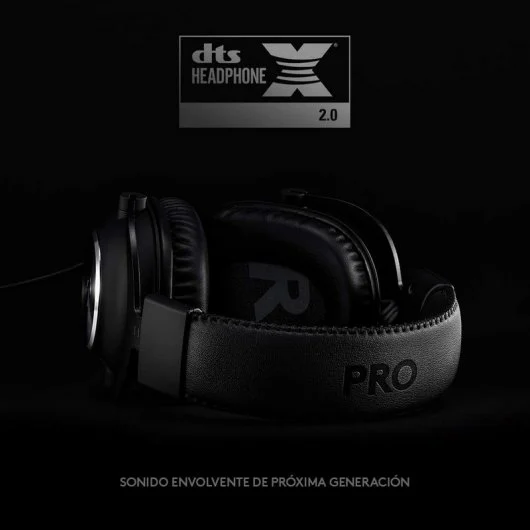 dts
HEADPHONE X®
2.0
R
PRO
SONIDO ENVOLVENTE DE PRÓXIMA GENERACIÓN